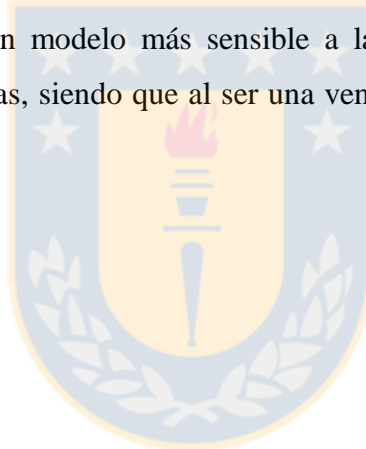 n modelo más sensible a la
as, siendo que al ser una ven